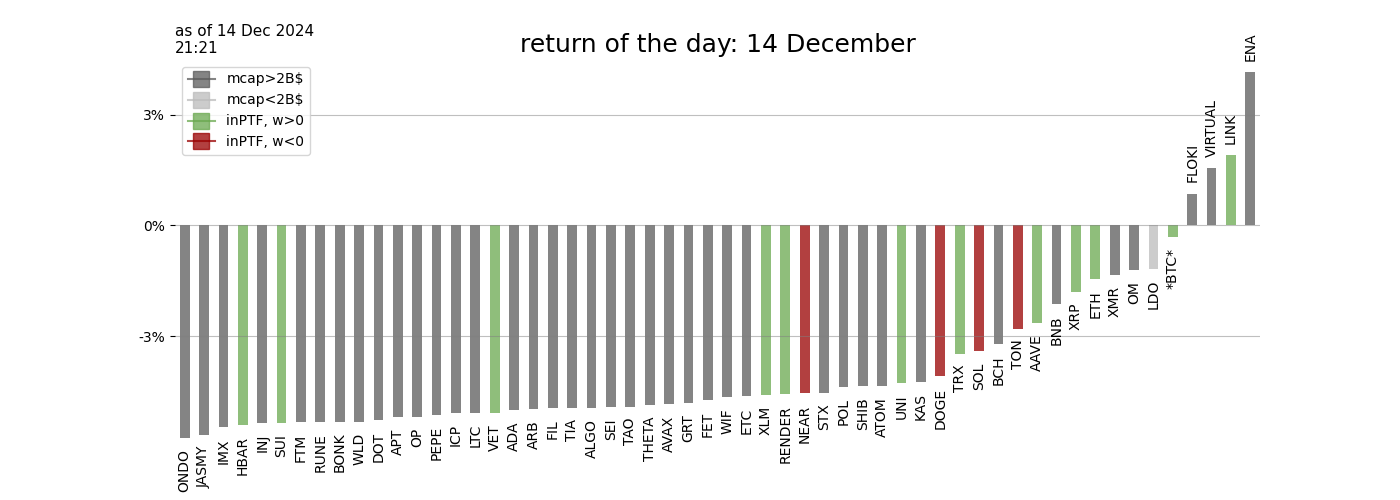 as of 14 Dec 2024
21:21
return of the day: 14 December
mcap>2B$
mcap<2B$
inPTF, w>0
inPTF, w<0
3%
0%
-3%
ONDO
JASMY
IMX
HBAR
INJ
SUI
FTM
RUNE
BONK
WLD
DOT
APT
OP
PEPE
ICP
LTC
VET
ADA
ARB
FIL
TIA
ALGO
SEI
TAO
THETA
AVAX
GRT
FET
WIF
ETC
XLM
RENDER
NEAR
STX
POL
SHIB
ATOM
UNI
KAS
DOGE
TRX
SOL
BCH
TON
AAVE
BNB
XRP
ETH
XMR
OM
LDO
*BTC*
FLOKI
VIRTUAL
LINK
ENA